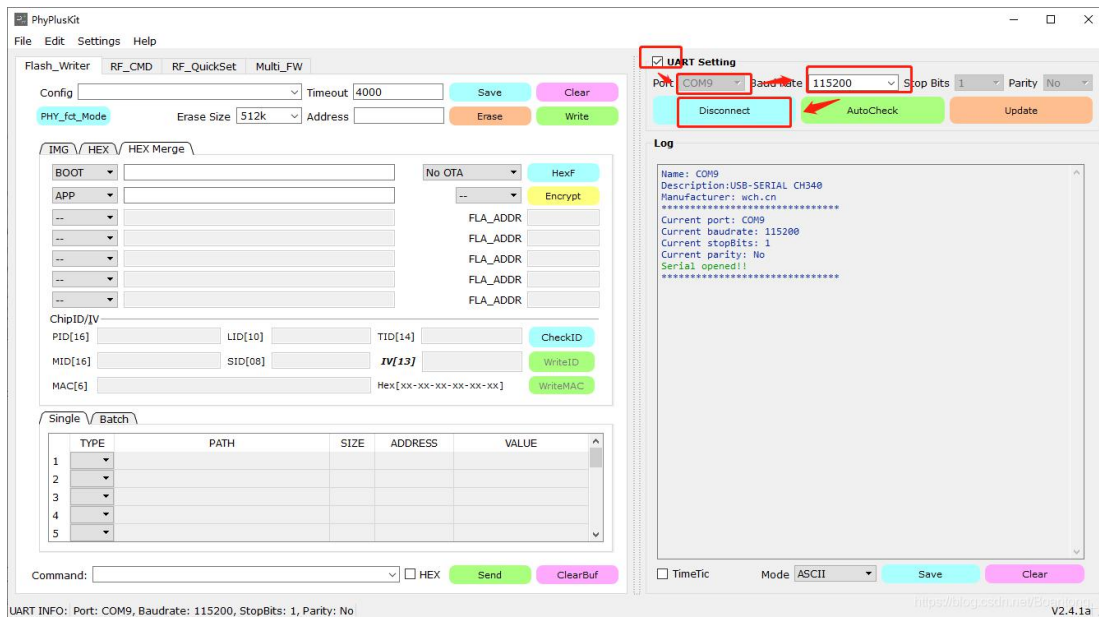 PhyPlusKit
File Edit Settings Help
Flash_Writer RF_CMD RF_QuickSet Multi_FW
Config Timeout 4000 Save Clear
PHY_fct_Mode Erase Size 512k Address Erase Write
IMG HEX HEX Merge
BOOT No OTA HexF
APP -- Encrypt
-- FLA_ADDR
-- FLA_ADDR
-- FLA_ADDR
-- FLA_ADDR
-- FLA_ADDR
ChipID/IV
PID[16] LID[10] TID[14] CheckID
MID[16] SID[08] IV[13] WriteID
MAC[6] Hex[xx-xx-xx-xx-xx-xx] WriteMAC
Single Batch
TYPE PATH SIZE ADDRESS VALUE
1
2
3
4
5
Command: HEX Send ClearBuf
UART INFO: Port: COM9, Baudrate: 115200, StopBits: 1, Parity: No
UART Setting
Port COM9 Baud Rate 115200 Stop Bits 1 Parity No
Disconnect AutoCheck Update
Log
Name: COM9
Description:USB-SERIAL CH340
Manufacturer: wch.cn
*******************************
Current port: COM9
Current baudrate: 115200
Current stopBits: 1
Current parity: No
Serial opened!!
*******************************
TimeTic Mode ASCII Save Clear
V2.4.1a